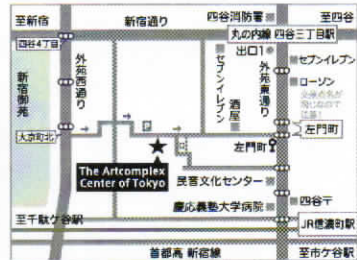 至新宿
新宿通り
四谷消防署
至四谷
丸の内線 四谷三丁目駅
四谷4丁目
出口1
セブンイレブン
ローソン
新宿御苑
外苑西通り
セブンイレブン
酒屋
外苑東通り
大京町北
左門町
左門町
The Artcomplex
Center of Tokyo
民音文化センター
慶応義塾大学病院
四谷〒
至千駄ケ谷駅
JR信濃町駅
首都高 新宿線
至市ケ谷駅